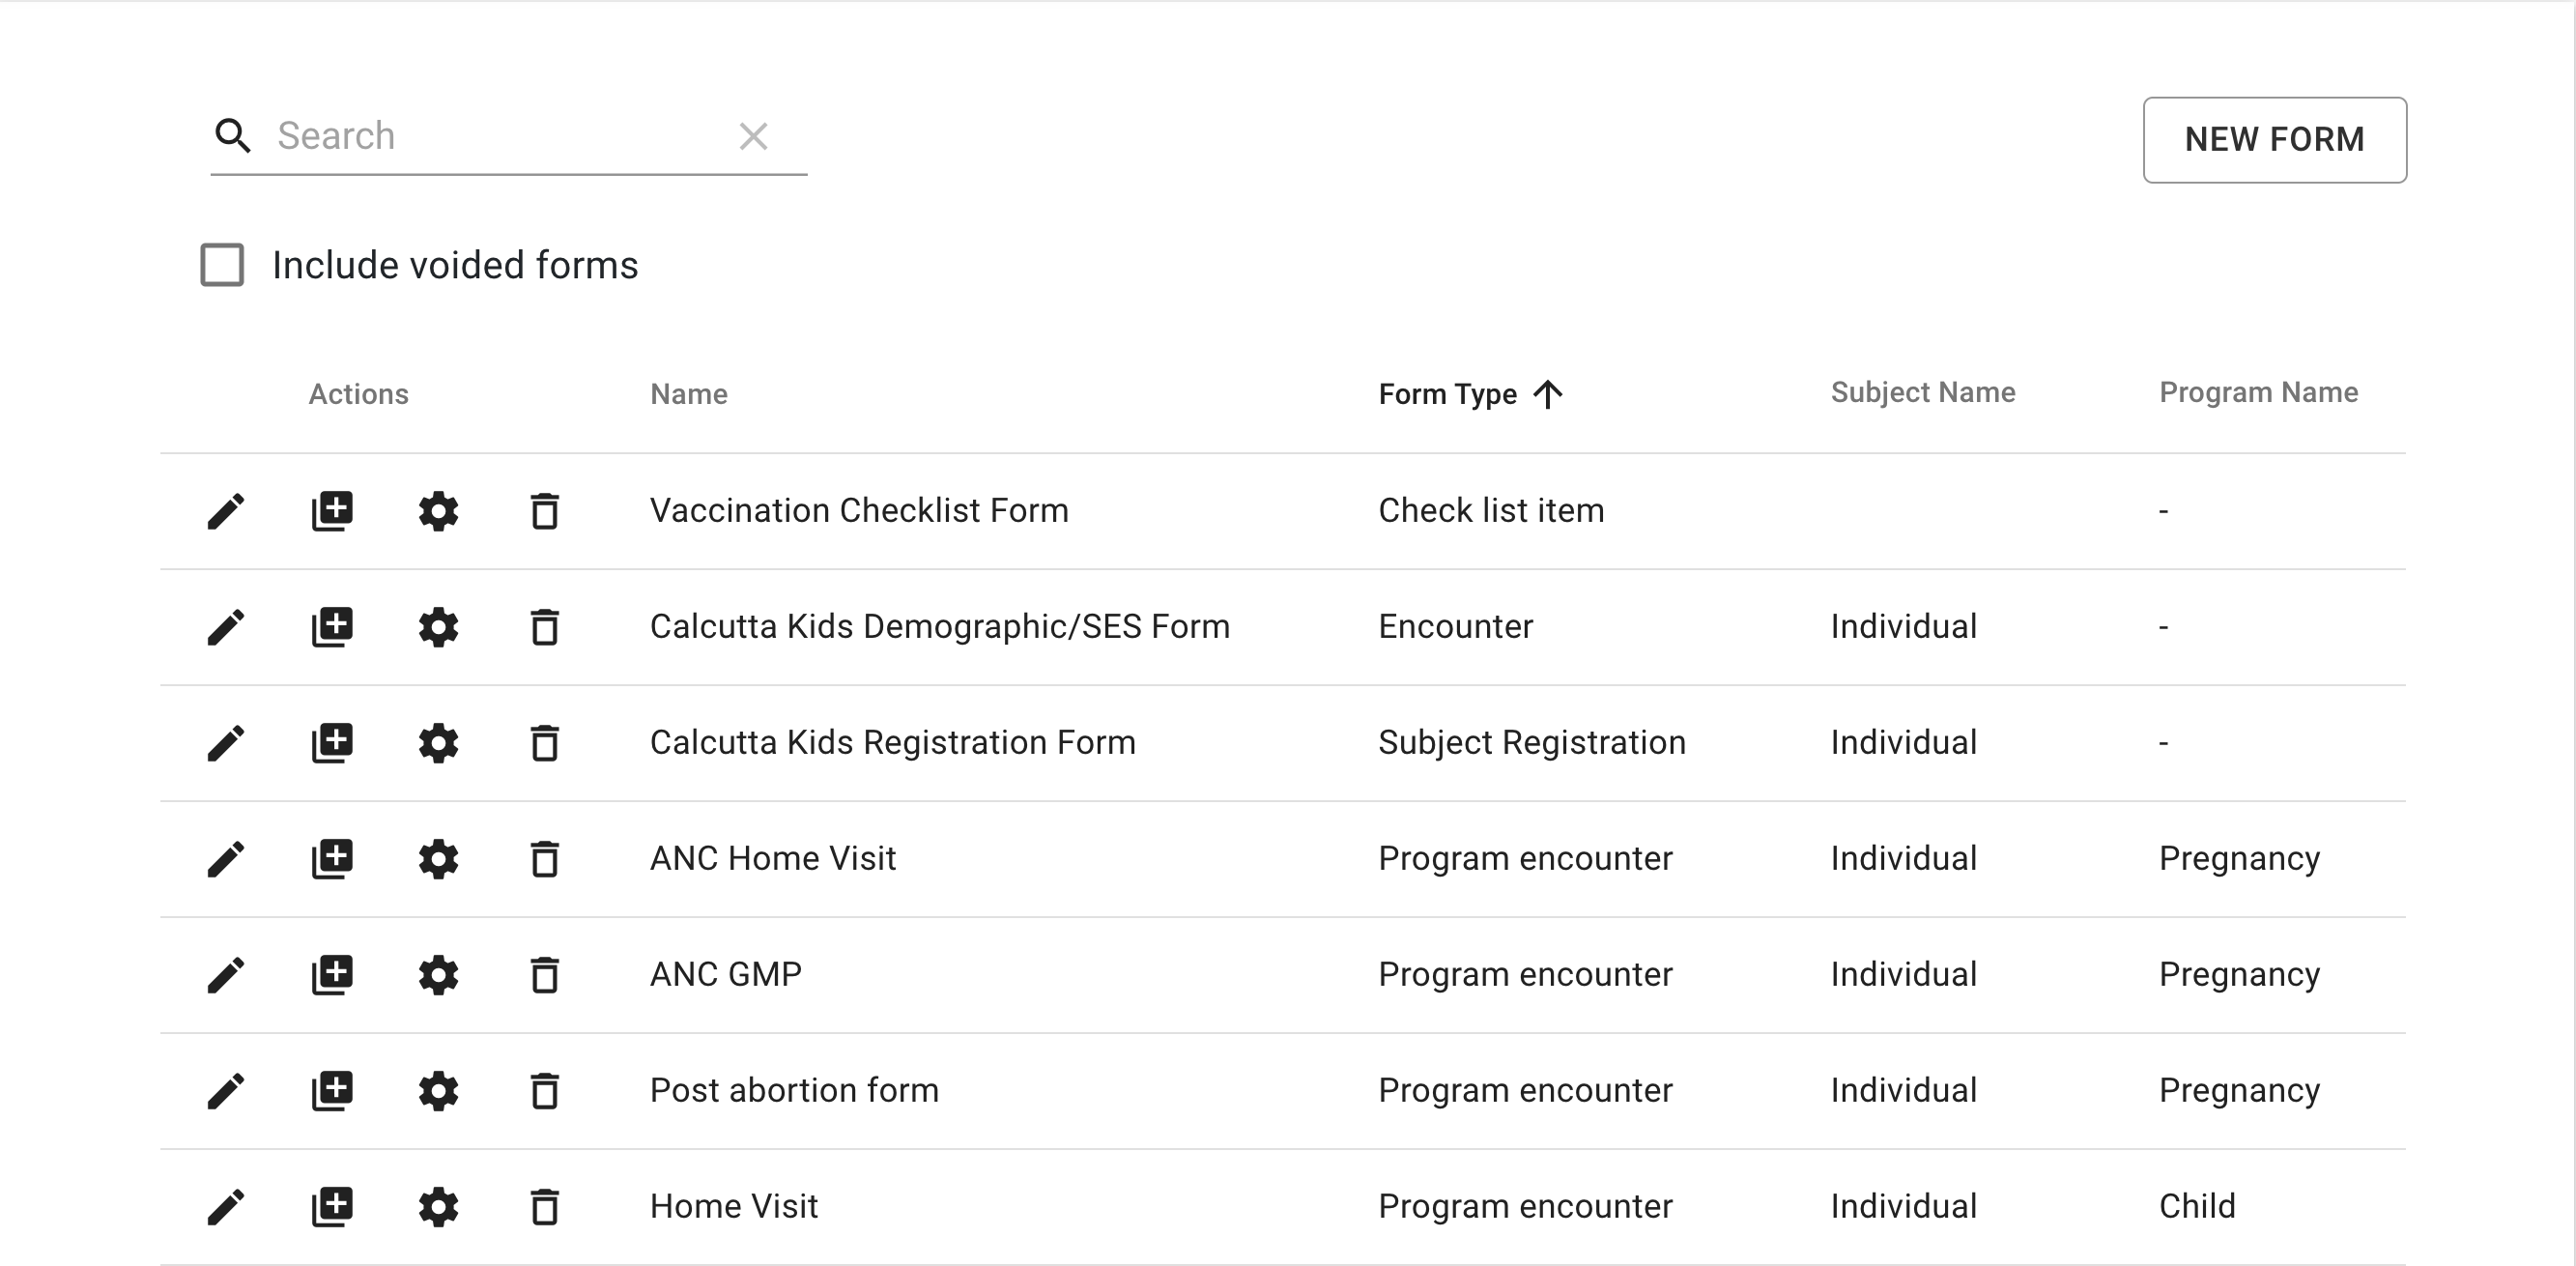 Search
NEW FORM
Include voided forms
Actions Name Form Type Subject Name Program Name
Vaccination Checklist Form Check list item -
Calcutta Kids Demographic/SES Form Encounter Individual -
Calcutta Kids Registration Form Subject Registration Individual -
ANC Home Visit Program encounter Individual Pregnancy
ANC GMP Program encounter Individual Pregnancy
Post abortion form Program encounter Individual Pregnancy
Home Visit Program encounter Individual Child